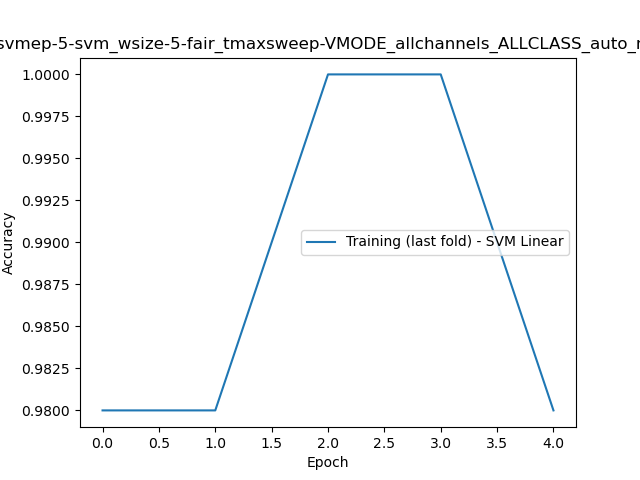 svmep-5-svm_wsize-5-fair_tmaxsweep-VMODE_allchannels_ALLCLASS_auto_
1.0000
0.9975
0.9950
0.9925
0.9900
0.9875
0.9850
0.9825
0.9800
Accuracy
Training (last fold) - SVM Linear
0.0 0.5 1.0 1.5 2.0 2.5 3.0 3.5 4.0
Epoch